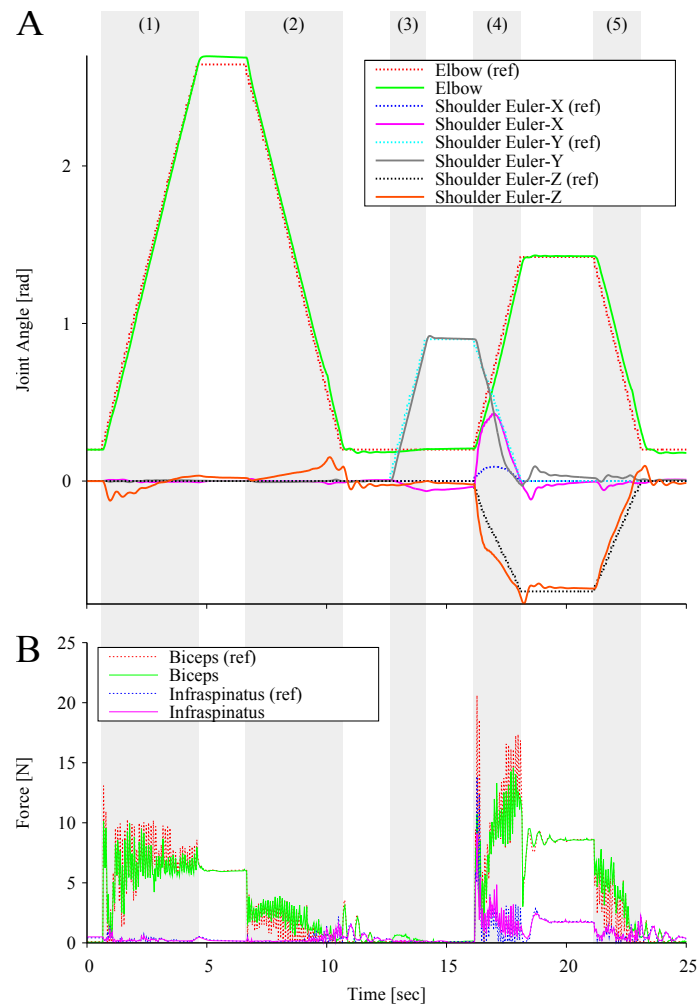 A
(1) (2) (3) (4) (5)
Elbow (ref)
Elbow
Shoulder Euler-X (ref)
Shoulder Euler-X
Shoulder Euler-Y (ref)
Shoulder Euler-Y
Shoulder Euler-Z (ref)
Shoulder Euler-Z
2
1
0
Joint Angle [rad]
B
25
20
15
10
5
0
Force [N]
Biceps (ref)
Biceps
Infraspinatus (ref)
Infraspinatus
0 5 10 15 20 25
Time [sec]